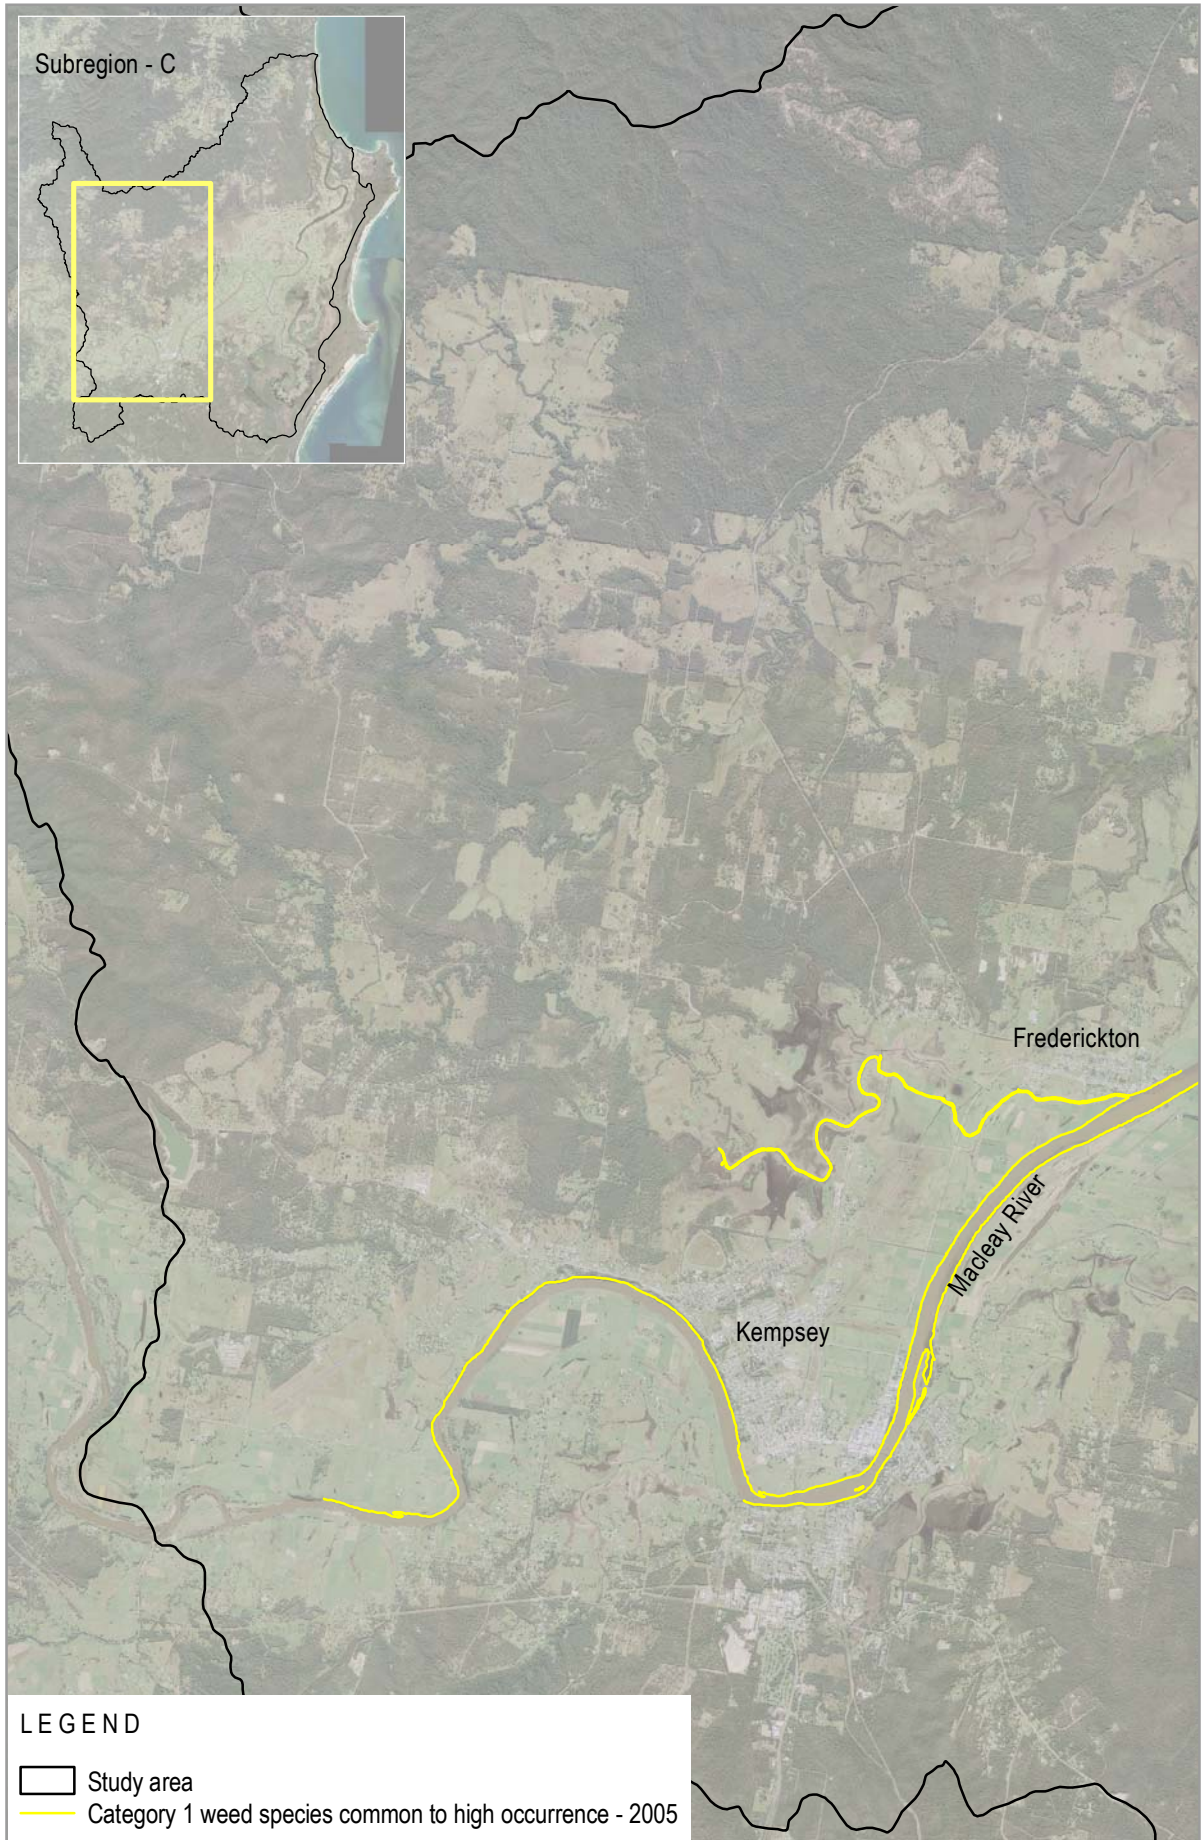 Subregion - C
Frederickton
Macleay River
Kempsey
LEGEND
Study area
Category 1 weed species common to high occurrence - 2005